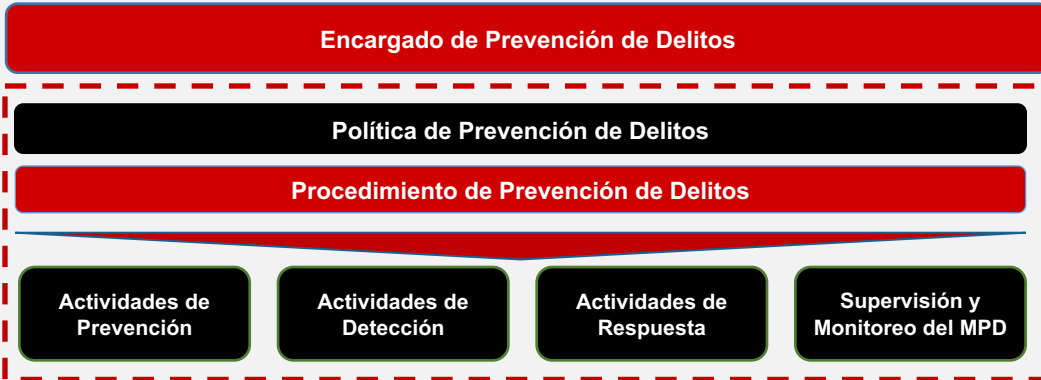 Encargado de Prevención de Delitos
Política de Prevención de Delitos
Procedimiento de Prevención de Delitos
Actividades de
Prevención
Actividades de
Detección
Actividades de
Respuesta
Supervisión y
Monitoreo del MPD